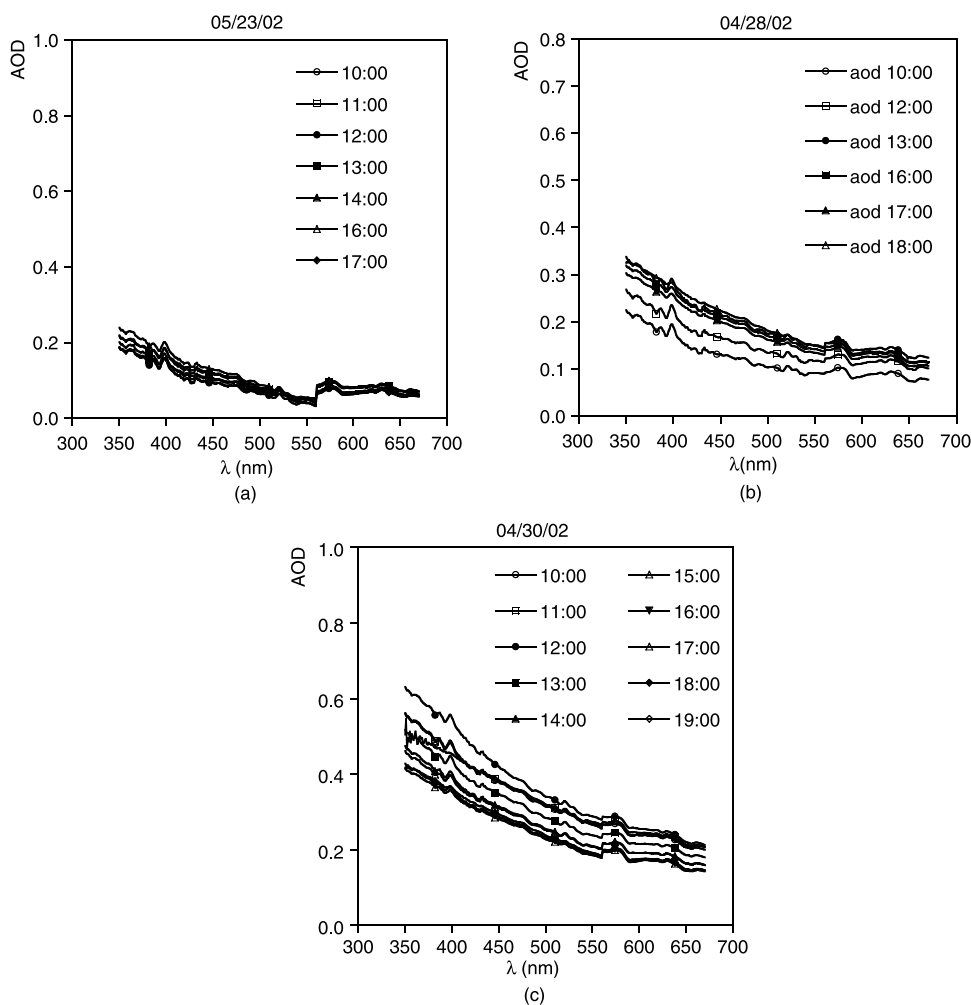 05/23/02
AOD
1.0
0.8
0.6
0.4
0.2
0.0
10:00
11:00
12:00
13:00
14:00
16:00
17:00
300 350 400 450 500 550 600 650 700
λ (nm)
(a)
04/28/02
AOD
0.8
0.7
0.6
0.5
0.4
0.3
0.2
0.1
0.0
aod 10:00
aod 12:00
aod 13:00
aod 16:00
aod 17:00
aod 18:00
300 350 400 450 500 550 600 650 700
λ(nm)
(b)
04/30/02
AOD
1.0
0.8
0.6
0.4
0.2
0.0
10:00
11:00
12:00
13:00
14:00
15:00
16:00
17:00
18:00
19:00
300 350 400 450 500 550 600 650 700
λ (nm)
(c)